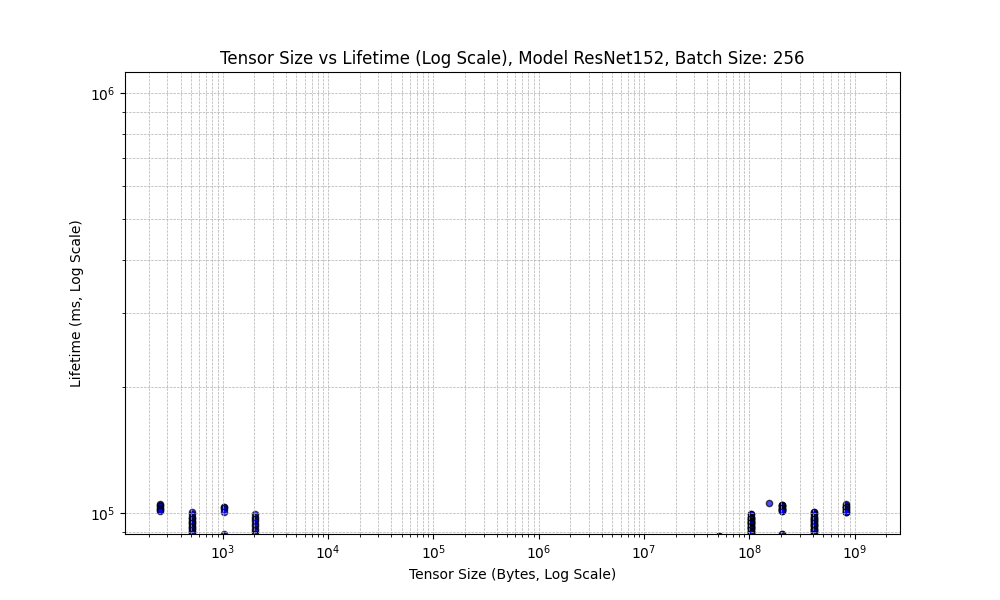 Tensor Size vs Lifetime (Log Scale), Model ResNet152, Batch Size: 256
Lifetime (ms, Log Scale)
10⁶
10⁵
10³ 10⁴ 10⁵ 10⁶ 10⁷ 10⁸ 10⁹
Tensor Size (Bytes, Log Scale)